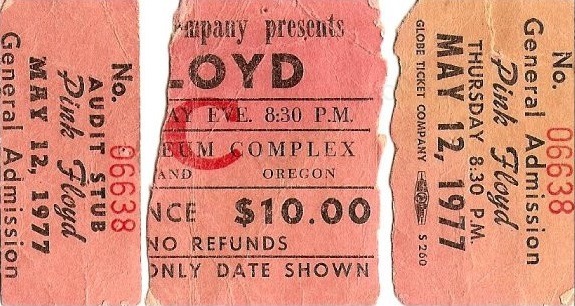 No. 06638
AUDIT STUB
Pink Floyd
MAY 12, 1977
General Admission
mpany presents
LOYD
AY EVE. 8:30 P.M.
C
EUM COMPLEX
AND OREGON
NCE $10.00
NO REFUNDS
ONLY DATE SHOWN
No. 06638
General Admission
Pink Floyd
THURSDAY 8:30 P.M.
MAY 12, 1977
GLOBE TICKET COMPANY S 260